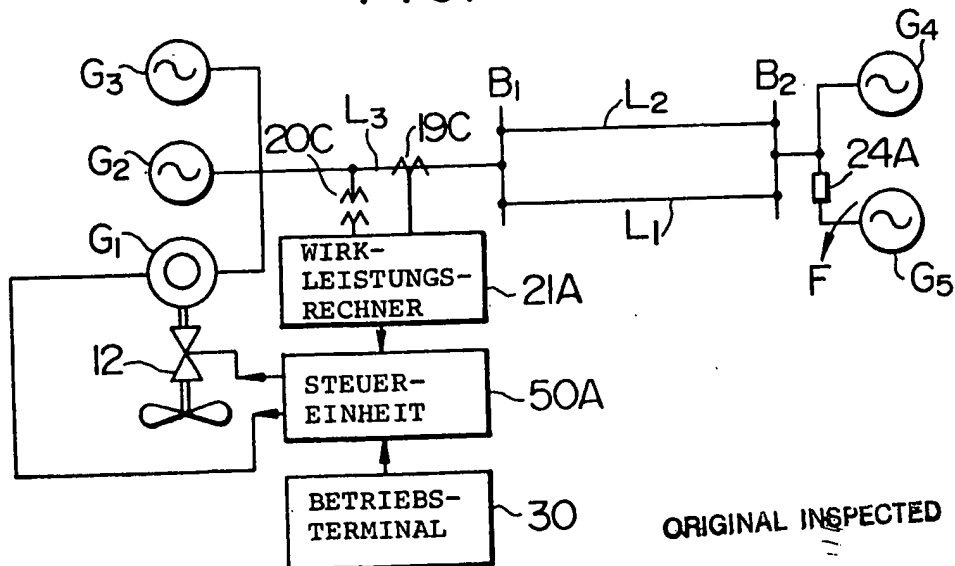 G3
G2
G1
20C
L3
19C
B1
L2
B2
L1
G4
24A
F
G5
WIRK-
LEISTUNGS-
RECHNER
21A
12
STEUER-
EINHEIT
50A
BETRIEBS-
TERMINAL
30
ORIGINAL INSPECTED